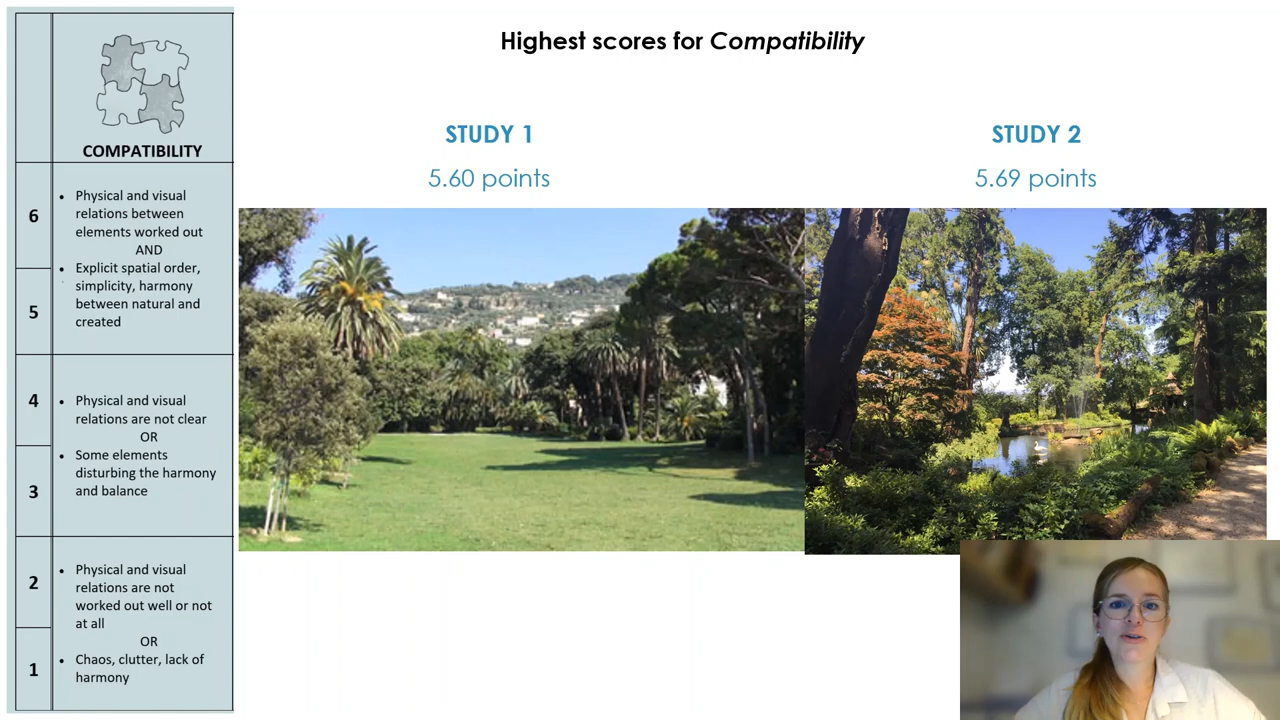 Highest scores for Compatibility
STUDY 1
5.60 points
STUDY 2
5.69 points
COMPATIBILITY
6
5
• Physical and visual
relations between
elements worked out
AND
• Explicit spatial order,
simplicity, harmony
between natural and
created
4
3
• Physical and visual
relations are not clear
OR
• Some elements
disturbing the harmony
and balance
2
1
• Physical and visual
relations are not
worked out well or not
at all
OR
• Chaos, clutter, lack of
harmony